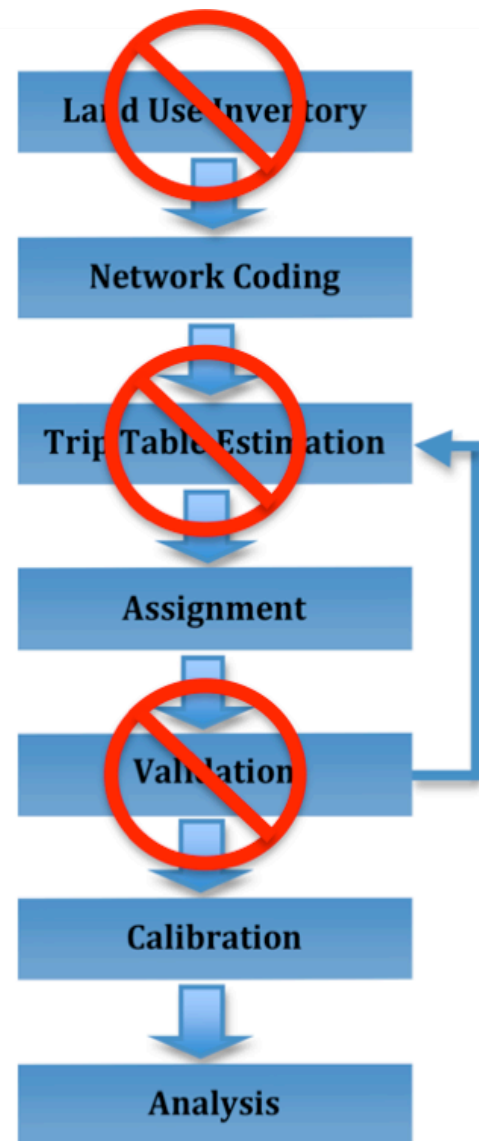 Land Use Inventory
Network Coding
Trip Table Estimation
Assignment
Validation
Calibration
Analysis